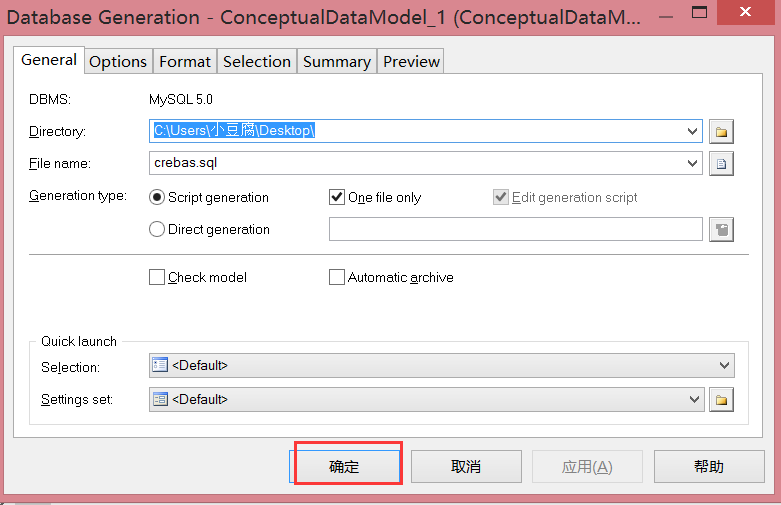 Database Generation - ConceptualDataModel_1 (ConceptualDataM...
General Options Format Selection Summary Preview
DBMS: MySQL 5.0
Directory: C:\Users\小豆腐\Desktop\
File name: crebas.sql
Generation type: Script generation One file only Edit generation script
Direct generation
Check model Automatic archive
Quick launch
Selection: <Default>
Settings set: <Default>
确定 取消 应用(A) 帮助